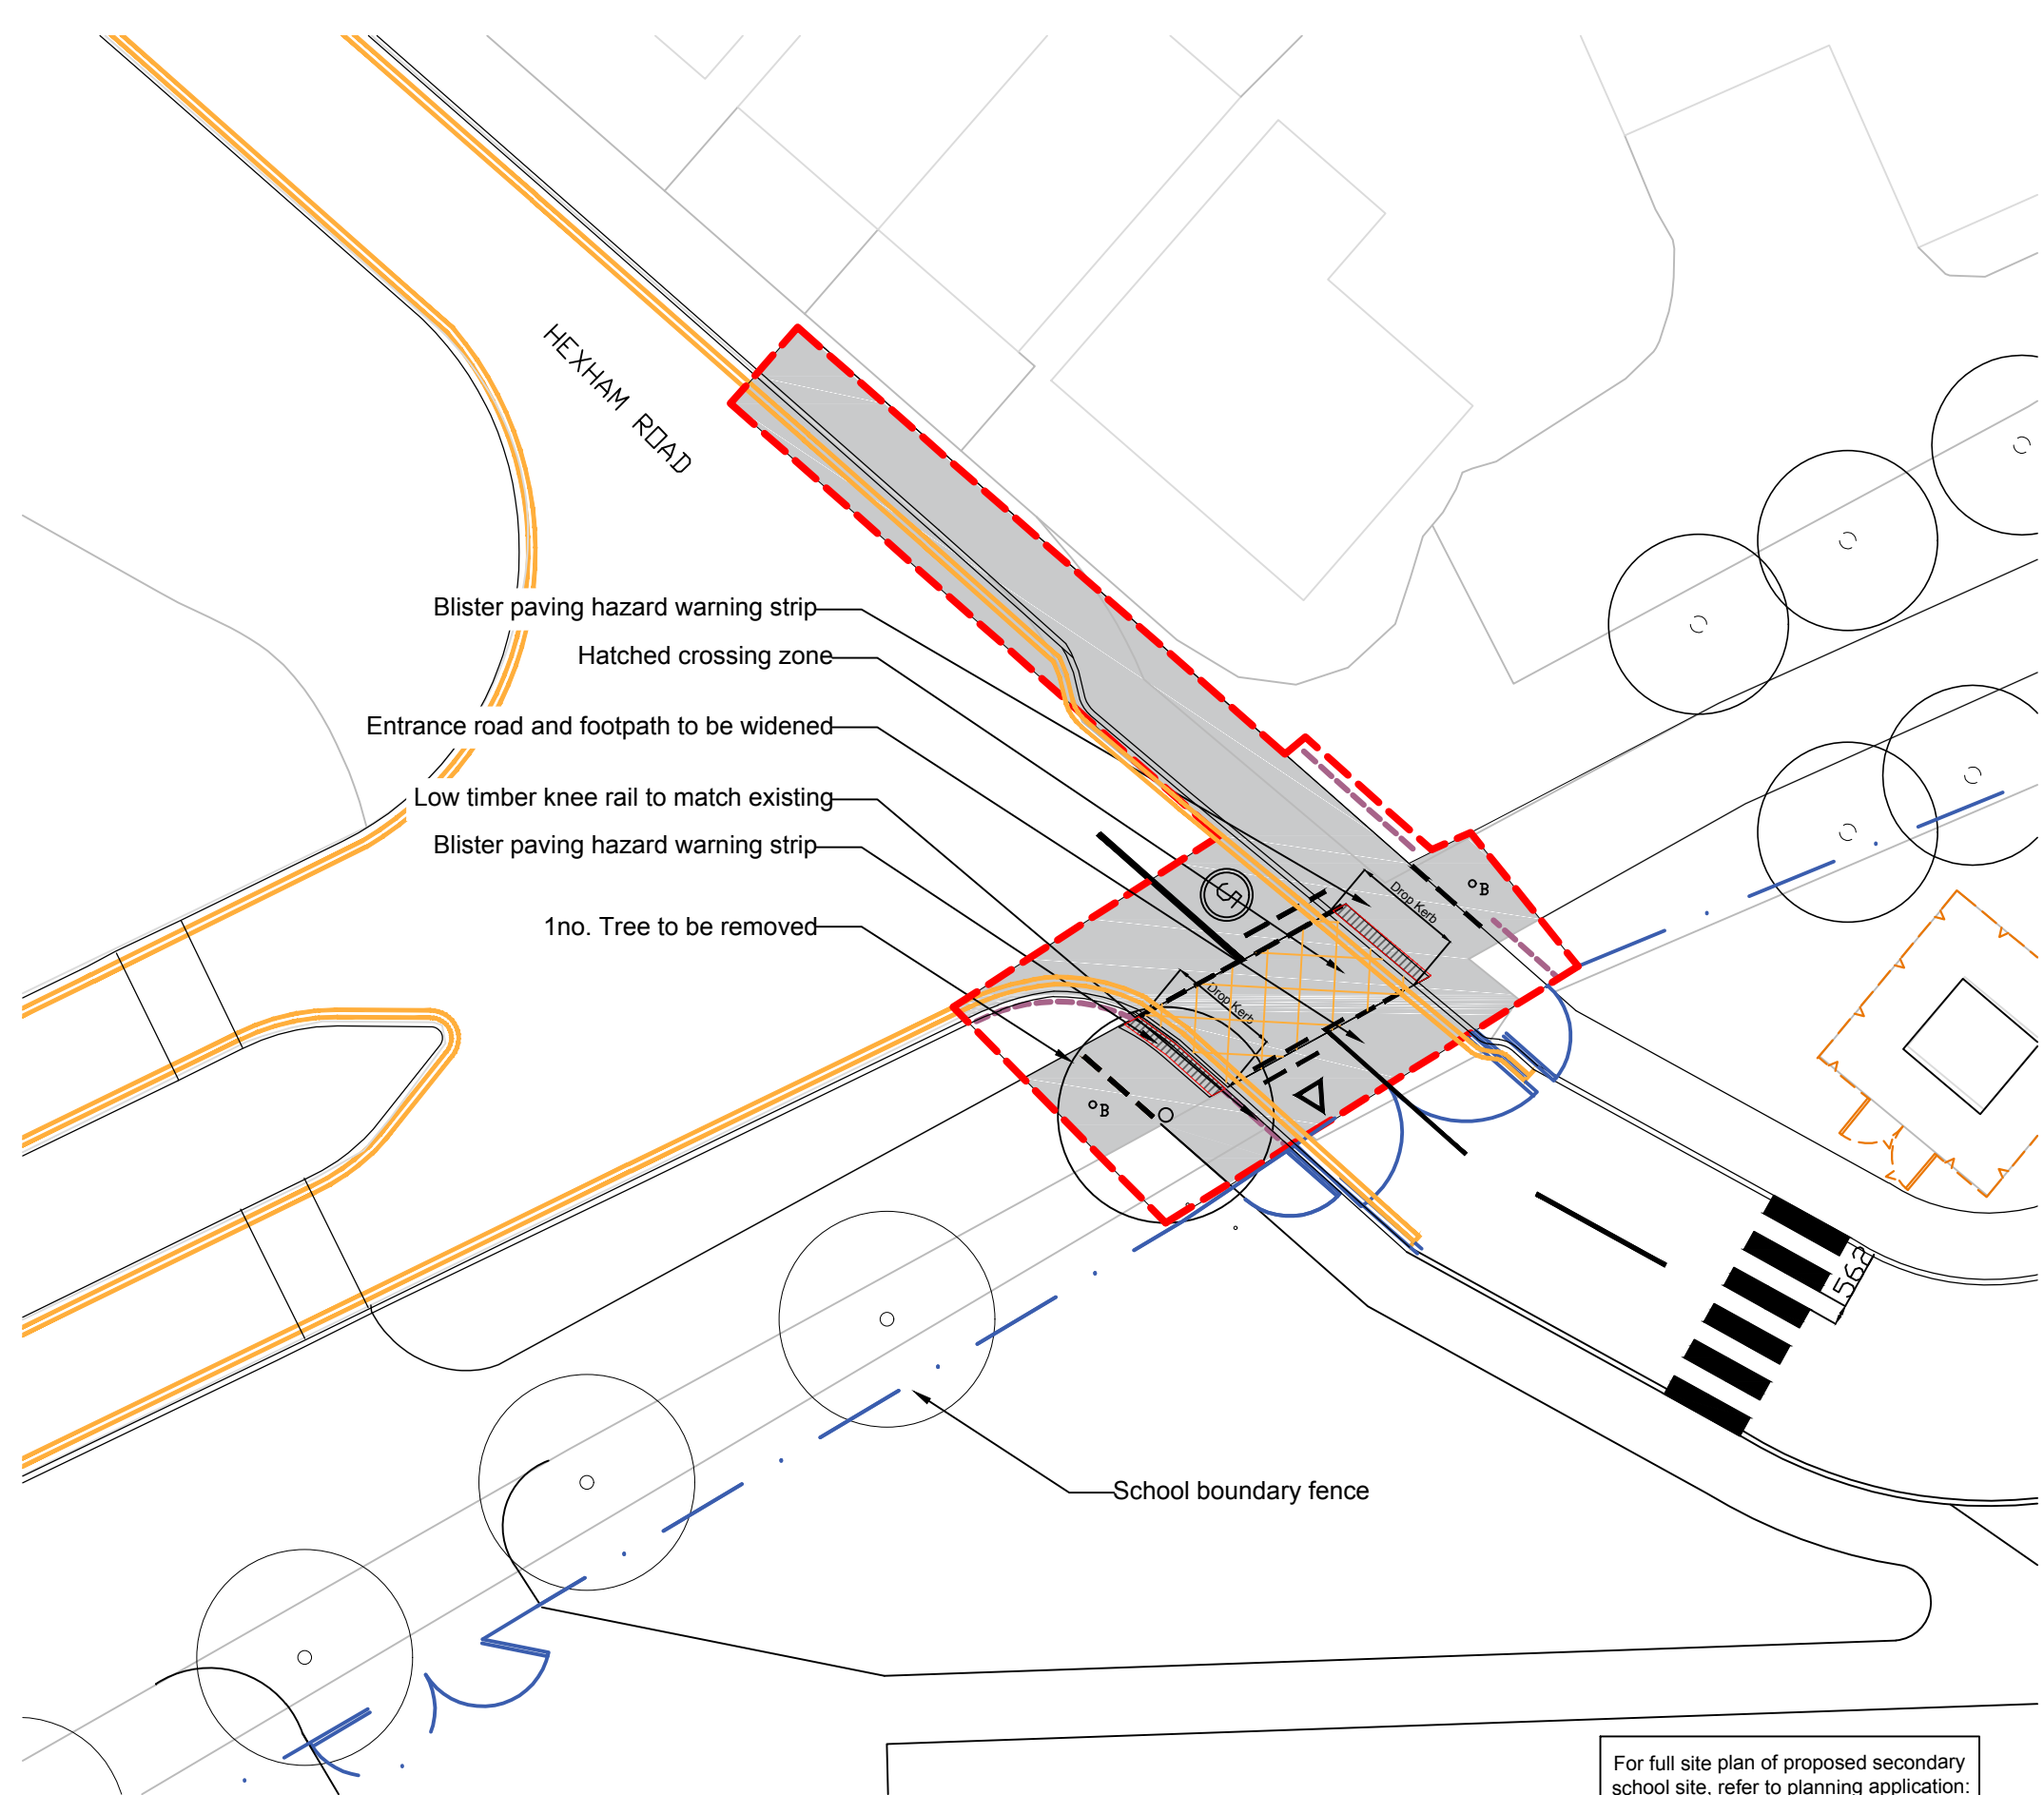 HEXHAM ROAD
Blister paving hazard warning strip
Hatched crossing zone
Entrance road and footpath to be widened
Low timber knee rail to match existing
Blister paving hazard warning strip
1no. Tree to be removed
Drop Kerb
B
5
Drop Kerb
B
School boundary fence
For full site plan of proposed secondary
school site, refer to planning application: